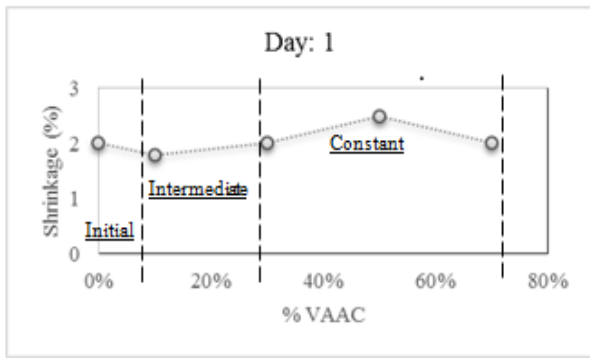 Day: 1
3
2
1
0
Shrinkage (%)
Constant
Intermediate
Initial
0%
20%
40%
60%
80%
% VAAC